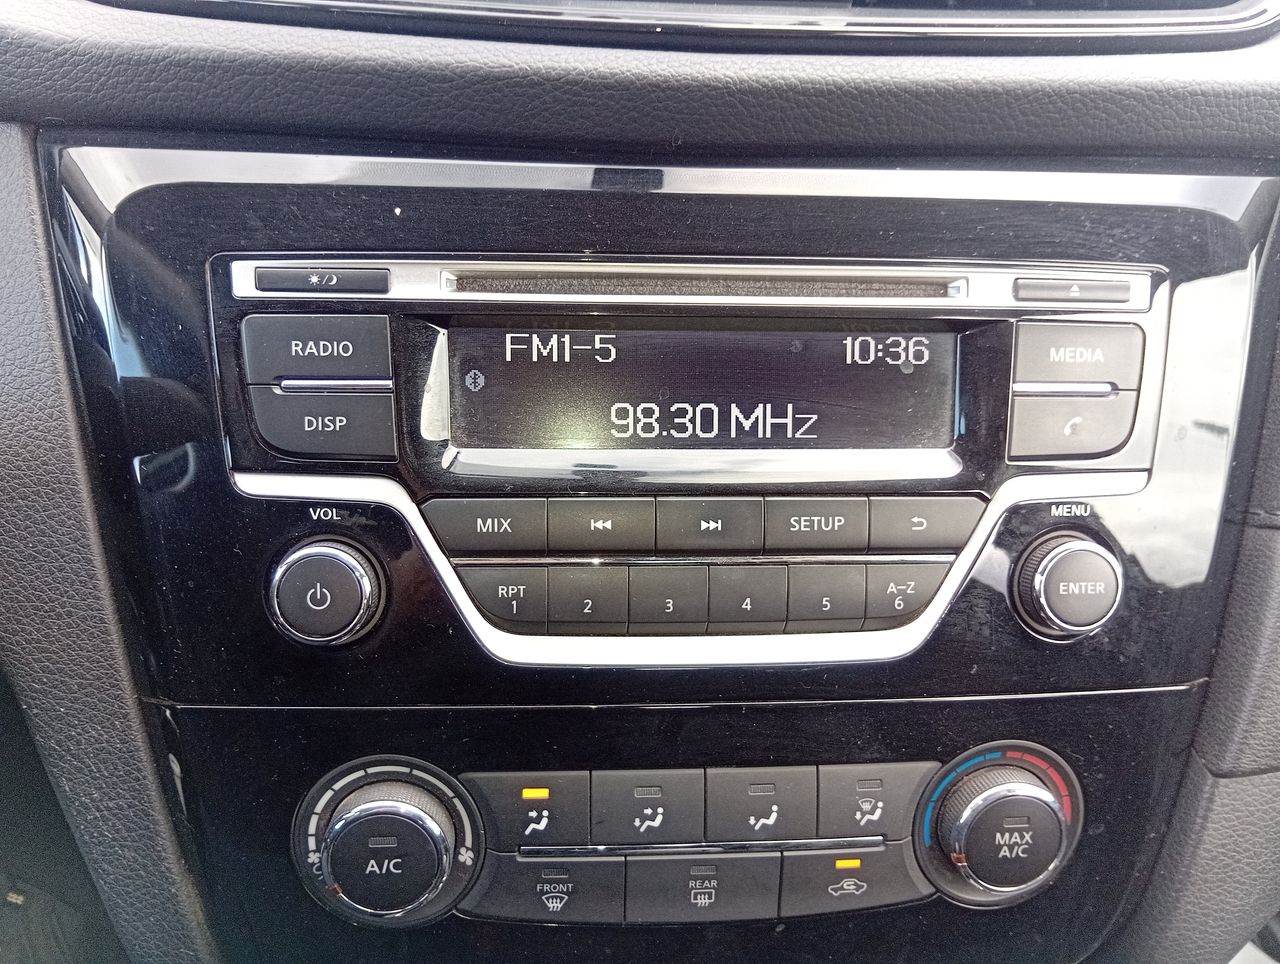 RADIO
DISP
FM1-5 10:36
98.30 MHz
MEDIA
VOL
MENU
MIX
SETUP
RPT
1
2
3
4
5
A-Z
6
ENTER
A/C
FRONT
REAR
MAX
A/C